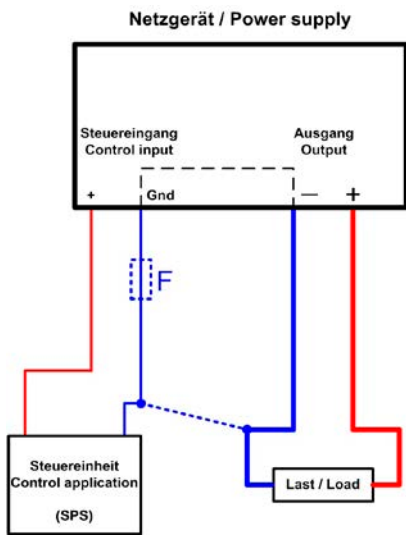 Netzgerät / Power supply
Steuereingang
Control input
Ausgang
Output
+
Gnd
—
+
F
Steuereinheit
Control application
(SPS)
Last / Load